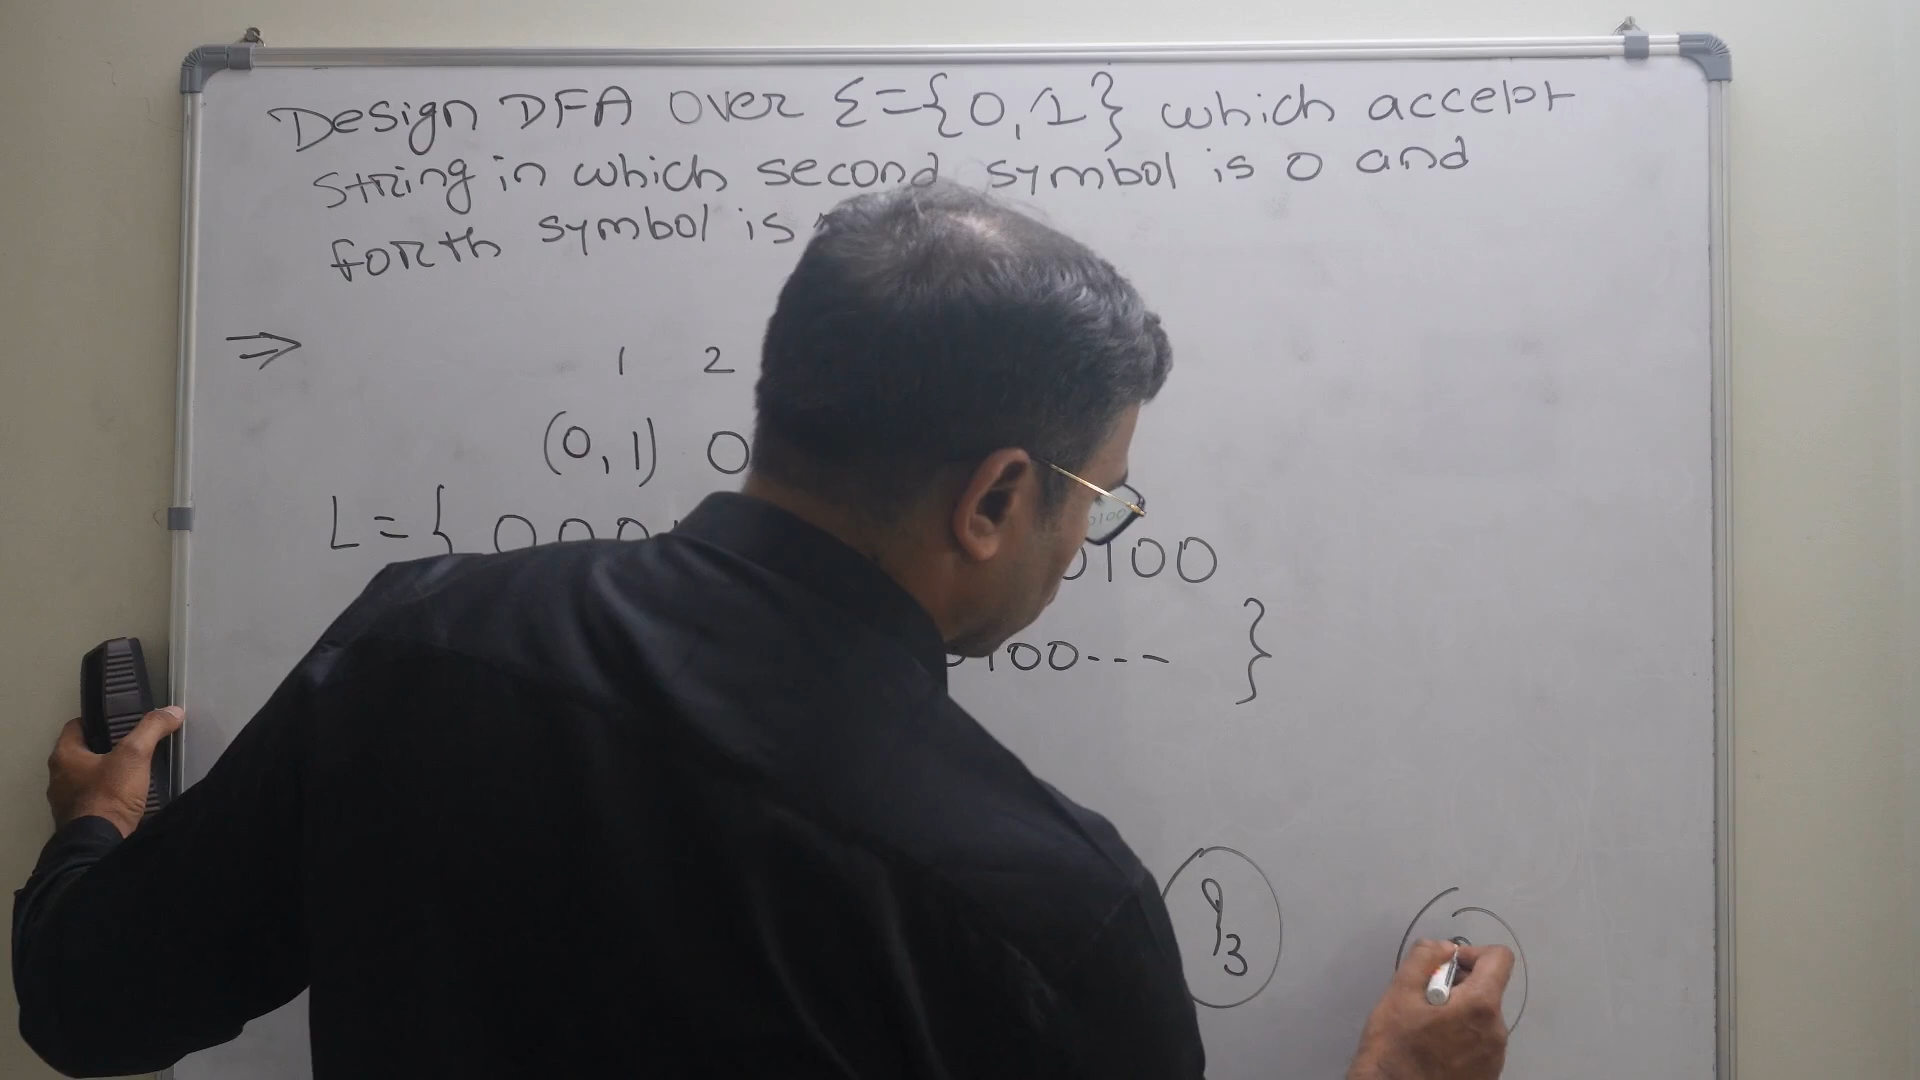 Design DFA over Σ={0,1} which accept
string in which second symbol is 0 and
forth symbol is
⇒
1 2
(0,1) 0
L={ 000
0100
100--- }
q3